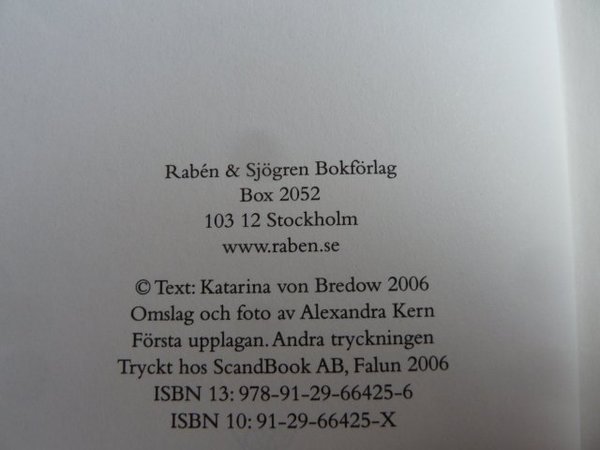 Rabén & Sjögren Bokförlag
Box 2052
103 12 Stockholm
www.raben.se
© Text: Katarina von Bredow 2006
Omslag och foto av Alexandra Kern
Första upplagan. Andra tryckningen
Tryckt hos ScandBook AB, Falun 2006
ISBN 13: 978-91-29-66425-6
ISBN 10: 91-29-66425-X